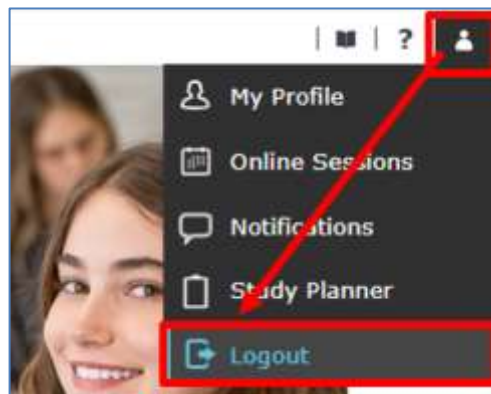 ?
My Profile
Online Sessions
Notifications
Study Planner
Logout